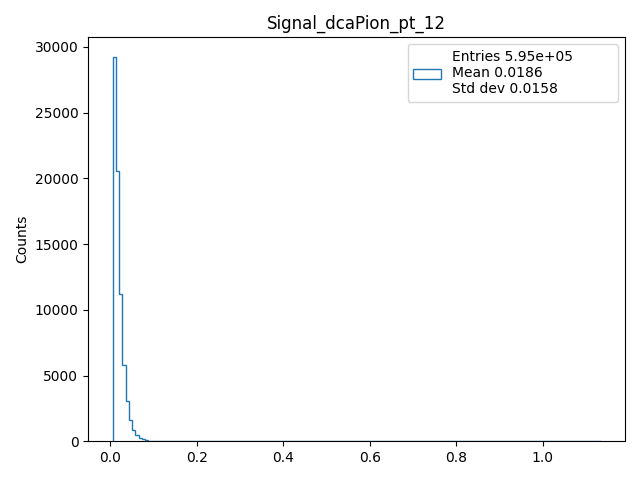 Signal_dcaPion_pt_12
Entries 5.95e+05
Mean 0.0186
Std dev 0.0158
Counts
30000
25000
20000
15000
10000
5000
0
0.0 0.2 0.4 0.6 0.8 1.0